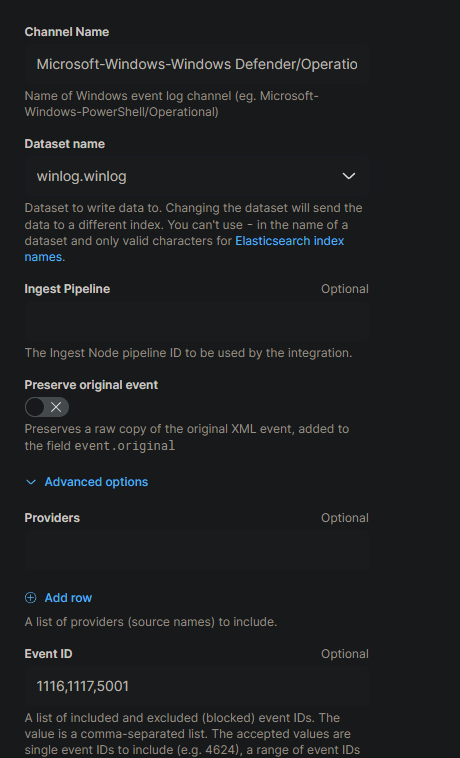 Channel Name
Microsoft-Windows-Windows Defender/Operatio
Name of Windows event log channel (eg. Microsoft-
Windows-PowerShell/Operational)
Dataset name
winlog.winlog
Dataset to write data to. Changing the dataset will send the
data to a different index. You can't use - in the name of a
dataset and only valid characters for Elasticsearch index
names.
Ingest Pipeline Optional
The Ingest Node pipeline ID to be used by the integration.
Preserve original event
Preserves a raw copy of the original XML event, added to
the field event.original
Advanced options
Providers Optional
Add row
A list of providers (source names) to include.
Event ID Optional
1116,1117,5001
A list of included and excluded (blocked) event IDs. The
value is a comma-separated list. The accepted values are
single event IDs to include (e.g. 4624), a range of event IDs